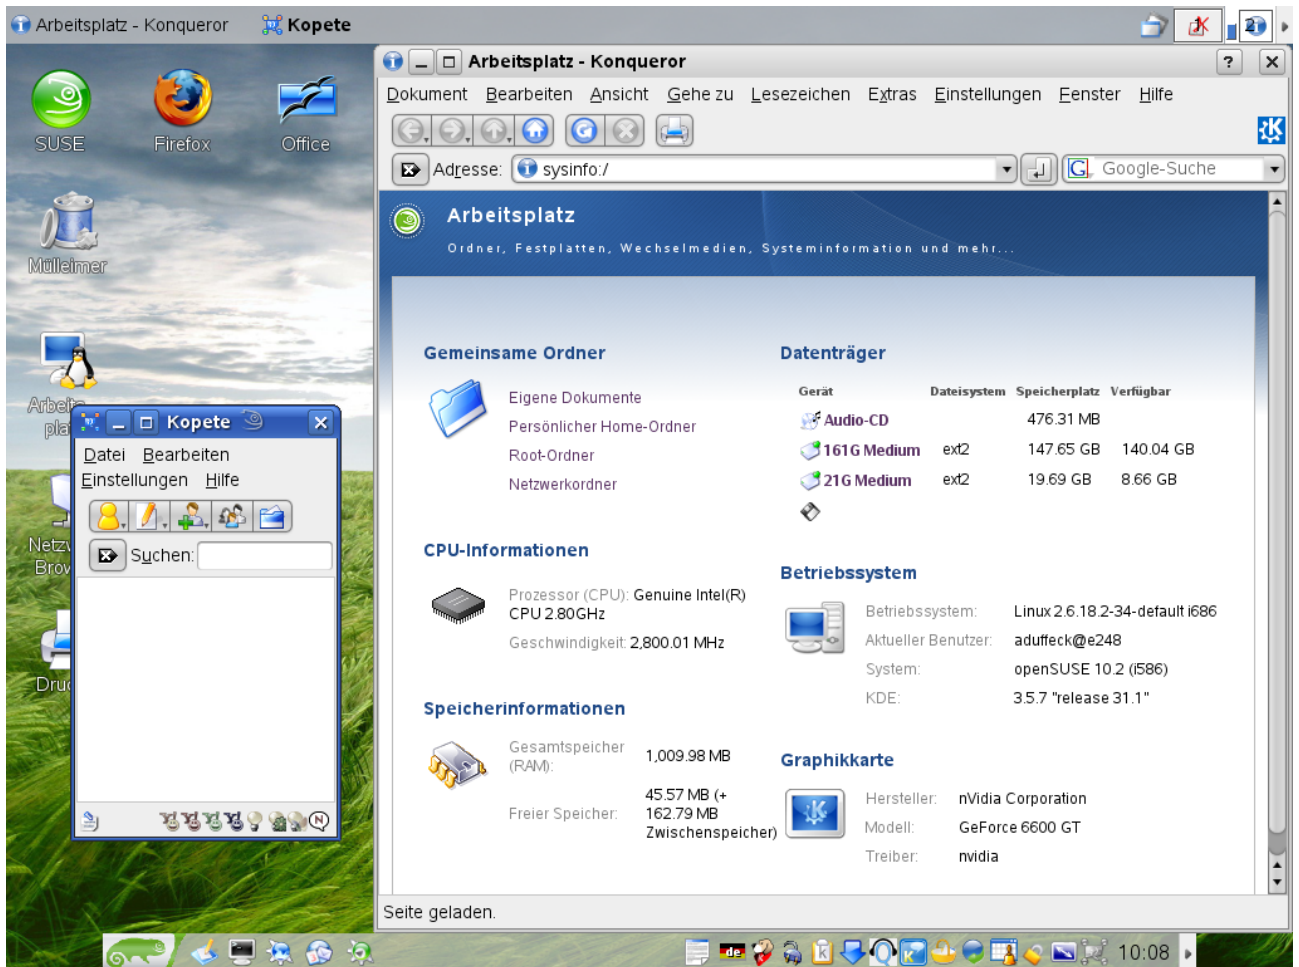 Arbeitsplatz - Konqueror
Kopete
SUSE
Firefox
Office
Mülleimer
Kopete
Datei Bearbeiten
Einstellungen Hilfe
Suchen:
Arbeitsplatz - Konqueror
Dokument Bearbeiten Ansicht Gehe zu Lesezeichen Extras Einstellungen Fenster Hilfe
Adresse: sysinfo:/ Google-Suche
Arbeitsplatz
Ordner, Festplatten, Wechselmedien, Systeminformation und mehr...
Gemeinsame Ordner
Eigene Dokumente
Persönlicher Home-Ordner
Root-Ordner
Netzwerkordner
CPU-Informationen
Prozessor (CPU): Genuine Intel(R)
CPU 2.80GHz
Geschwindigkeit: 2,800.01 MHz
Speicherinformationen
Gesamtspeicher
(RAM): 1,009.98 MB
Freier Speicher: 45.57 MB (+
162.79 MB
Zwischenspeicher)
Datenträger
Gerät Dateisystem Speicherplatz Verfügbar
Audio-CD 476.31 MB
161G Medium ext2 147.65 GB 140.04 GB
21G Medium ext2 19.69 GB 8.66 GB
Betriebssystem
Betriebssystem: Linux 2.6.18.2-34-default i686
Aktueller Benutzer: aduffeck@e248
System: openSUSE 10.2 (i586)
KDE: 3.5.7 "release 31.1"
Graphikkarte
Hersteller: nVidia Corporation
Modell: GeForce 6600 GT
Treiber: nvidia
Seite geladen.
de
10:08